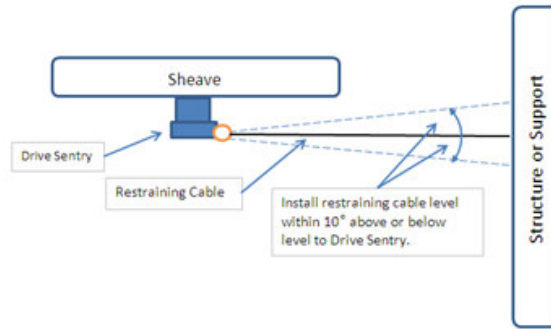 Sheave
Drive Sentry
Restraining Cable
Install restraining cable level
within 10° above or below
level to Drive Sentry.
Structure or Support